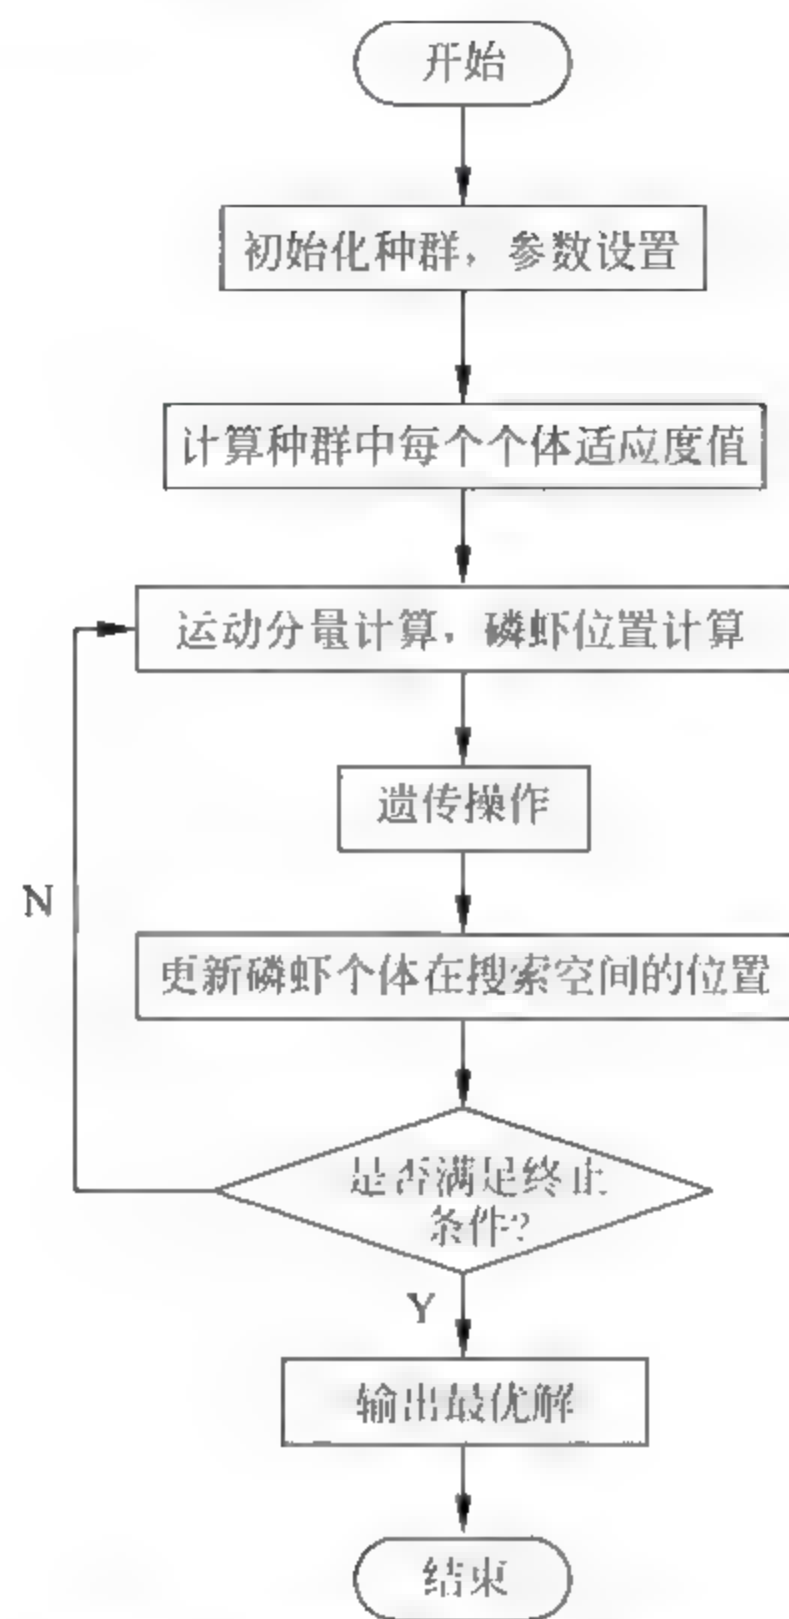 开始
初始化种群，参数设置
计算种群中每个个体适应度值
运动分量计算，磷虾位置计算
遗传操作
N
更新磷虾个体在搜索空间的位置
是否满足终止
条件?
Y
输出最优解
结束